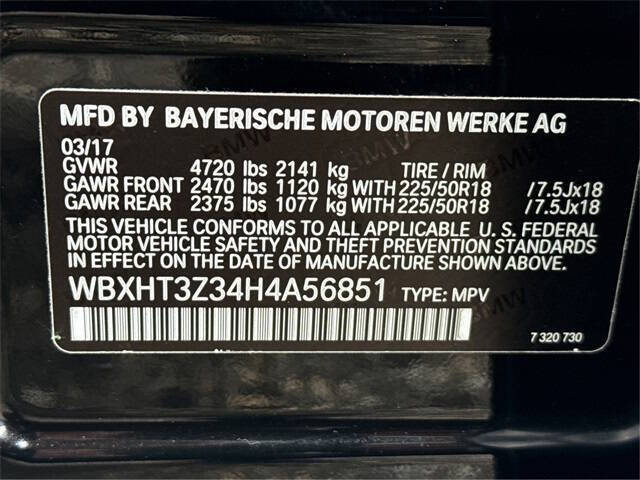 MFD BY BAYERISCHE MOTOREN WERKE AG
03/17
GVWR 4720 lbs 2141 kg TIRE / RIM
GAWR FRONT 2470 lbs 1120 kg WITH 225/50R18 /7.5Jx18
GAWR REAR 2375 lbs 1077 kg WITH 225/50R18 /7.5Jx18
THIS VEHICLE CONFORMS TO ALL APPLICABLE U. S. FEDERAL
MOTOR VEHICLE SAFETY AND THEFT PREVENTION STANDARDS
IN EFFECT ON THE DATE OF MANUFACTURE SHOWN ABOVE.
WBXHT3Z34H4A56851 TYPE: MPV
7 320 730